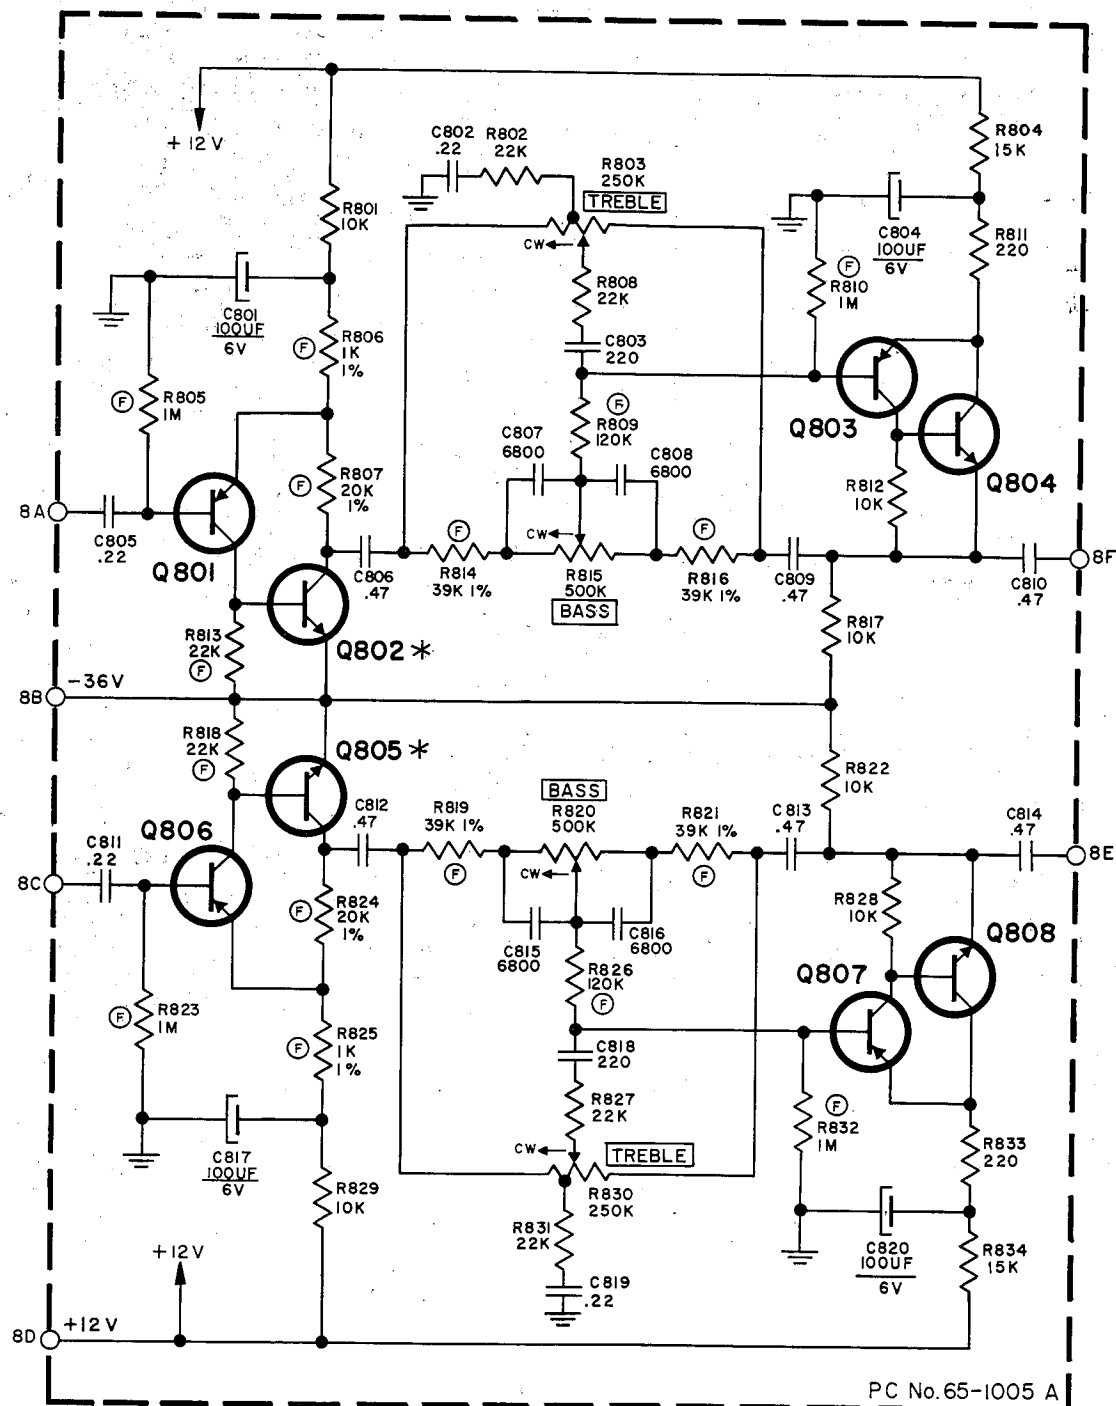 +12V
C802
.22
R802
22K
R803
250K
TREBLE
CW
R804
15K
R801
10K
C804
100UF
6V
R811
220
C801
100UF
6V
F
R806
1K
1%
R808
22K
F
R810
1M
C803
220
F
R805
1M
F
R809
120K
Q803
C807
6800
C808
6800
F
R807
20K
1%
R812
10K
Q804
8A
C805
.22
Q801
CW
F
F
C806
.47
R814
39K 1%
R815
500K
BASS
R816
39K 1%
C809
.47
C810
.47
8F
R813
22K
F
Q802*
R817
10K
8B
-36V
R818
22K
F
Q805*
R822
10K
C812
.47
R819
39K 1%
F
BASS
R820
500K
CW
R821
39K 1%
F
C813
.47
C814
.47
8E
C811
.22
Q806
8C
F
R824
20K
1%
C815
6800
C816
6800
R828
10K
Q808
R826
120K
F
Q807
F
R823
1M
F
R825
1K
1%
C818
220
R827
22K
F
R832
1M
R833
220
C817
100UF
6V
CW
TREBLE
R830
250K
R829
10K
R831
22K
C820
100UF
6V
R834
15K
+12V
C819
.22
8D
+12V
PC No.65-1005 A